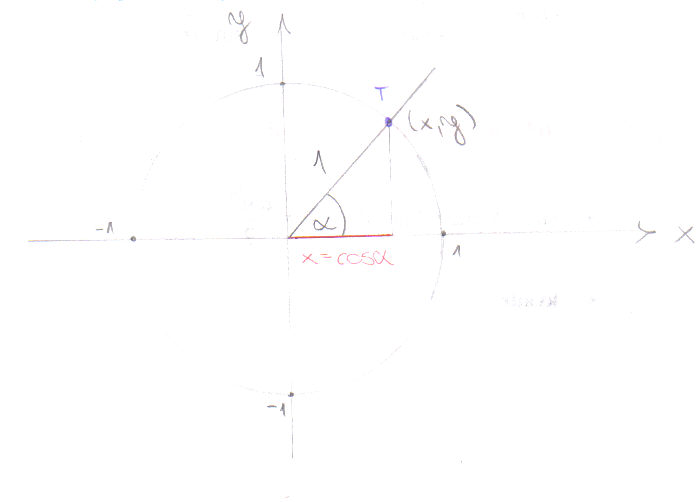 y
1
T
(x,y)
1
-1
α
x=cosα
1
x
-1